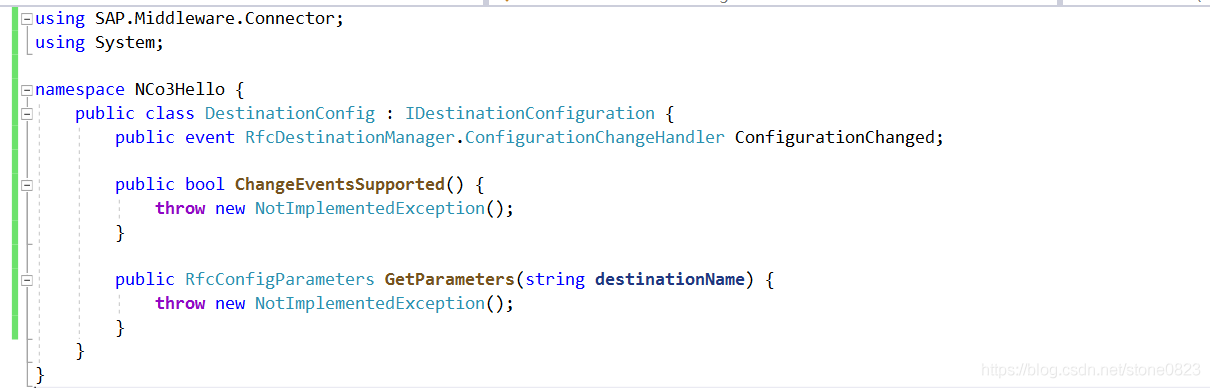 using SAP.Middleware.Connector;
using System;
namespace NCo3Hello {
public class DestinationConfig : IDestinationConfiguration {
public event RfcDestinationManager.ConfigurationChangeHandler ConfigurationChanged;
public bool ChangeEventsSupported() {
throw new NotImplementedException();
}
public RfcConfigParameters GetParameters(string destinationName) {
throw new NotImplementedException();
}
}
}
https://blog.csdn.net/stone0823